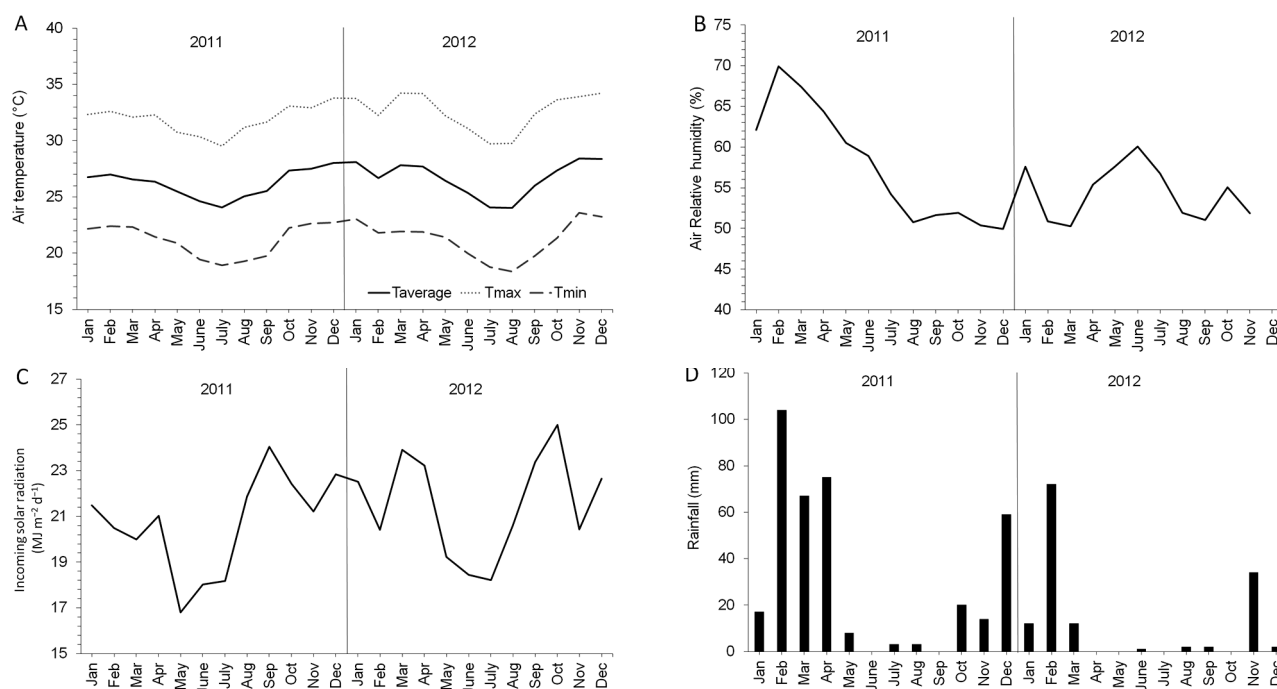 A
Air temperature (°C)
40
35
30
25
20
15
2011
2012
Taverage
Tmax
Tmin
Jan Feb Mar Apr May June July Aug Sep Oct Nov Dec Jan Feb Mar Apr May June July Aug Sep Oct Nov Dec
B
Air Relative humidity (%)
75
70
65
60
55
50
45
40
2011
2012
Jan Feb Mar April May June July Aug Sep Oct Nov Dec Jan Feb Mar Apr May June July Aug Sep Oct Nov Dec
C
Incoming solar radiation
(MJ m⁻² d⁻¹)
27
25
23
21
19
17
15
2011
2012
Jan Feb Mar Apr May June July Aug Sep Oct Nov Dec Jan Feb Mar Apr May June July Aug Sep Oct Nov Dec
D
Rainfall (mm)
120
100
80
60
40
20
0
2011
2012
Jan Feb Mar Apr May June July Aug Sep Oct Nov Dec Jan Feb Mar Apr May June July Aug Sep Oct Nov Dec